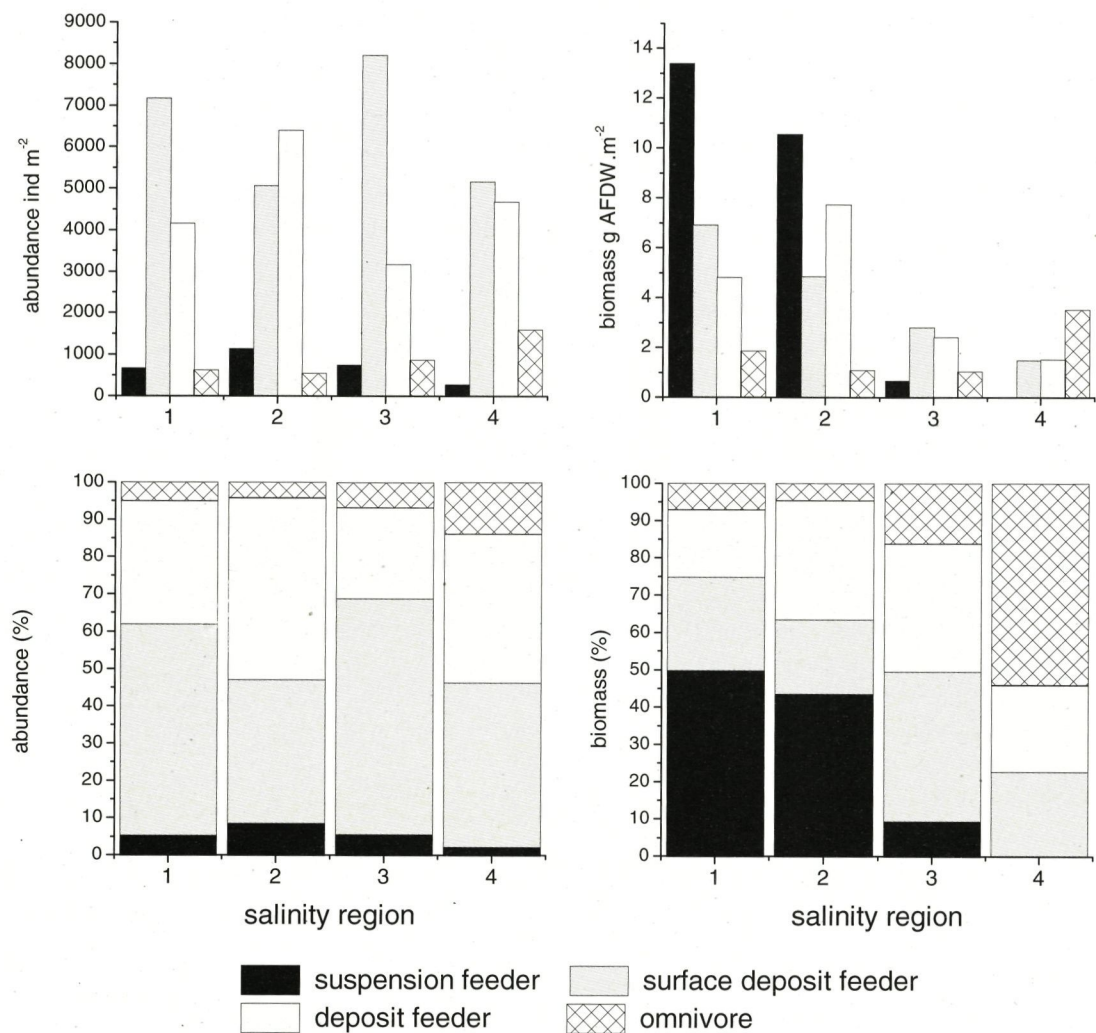 abundance ind m⁻²
9000
8000
7000
6000
5000
4000
3000
2000
1000
0
1 2 3 4
biomass g AFDW.m⁻²
14
12
10
8
6
4
2
0
1 2 3 4
abundance (%)
100
90
80
70
60
50
40
30
20
10
0
1 2 3 4
salinity region
biomass (%)
100
90
80
70
60
50
40
30
20
10
0
1 2 3 4
salinity region
suspension feeder
surface deposit feeder
deposit feeder
omnivore